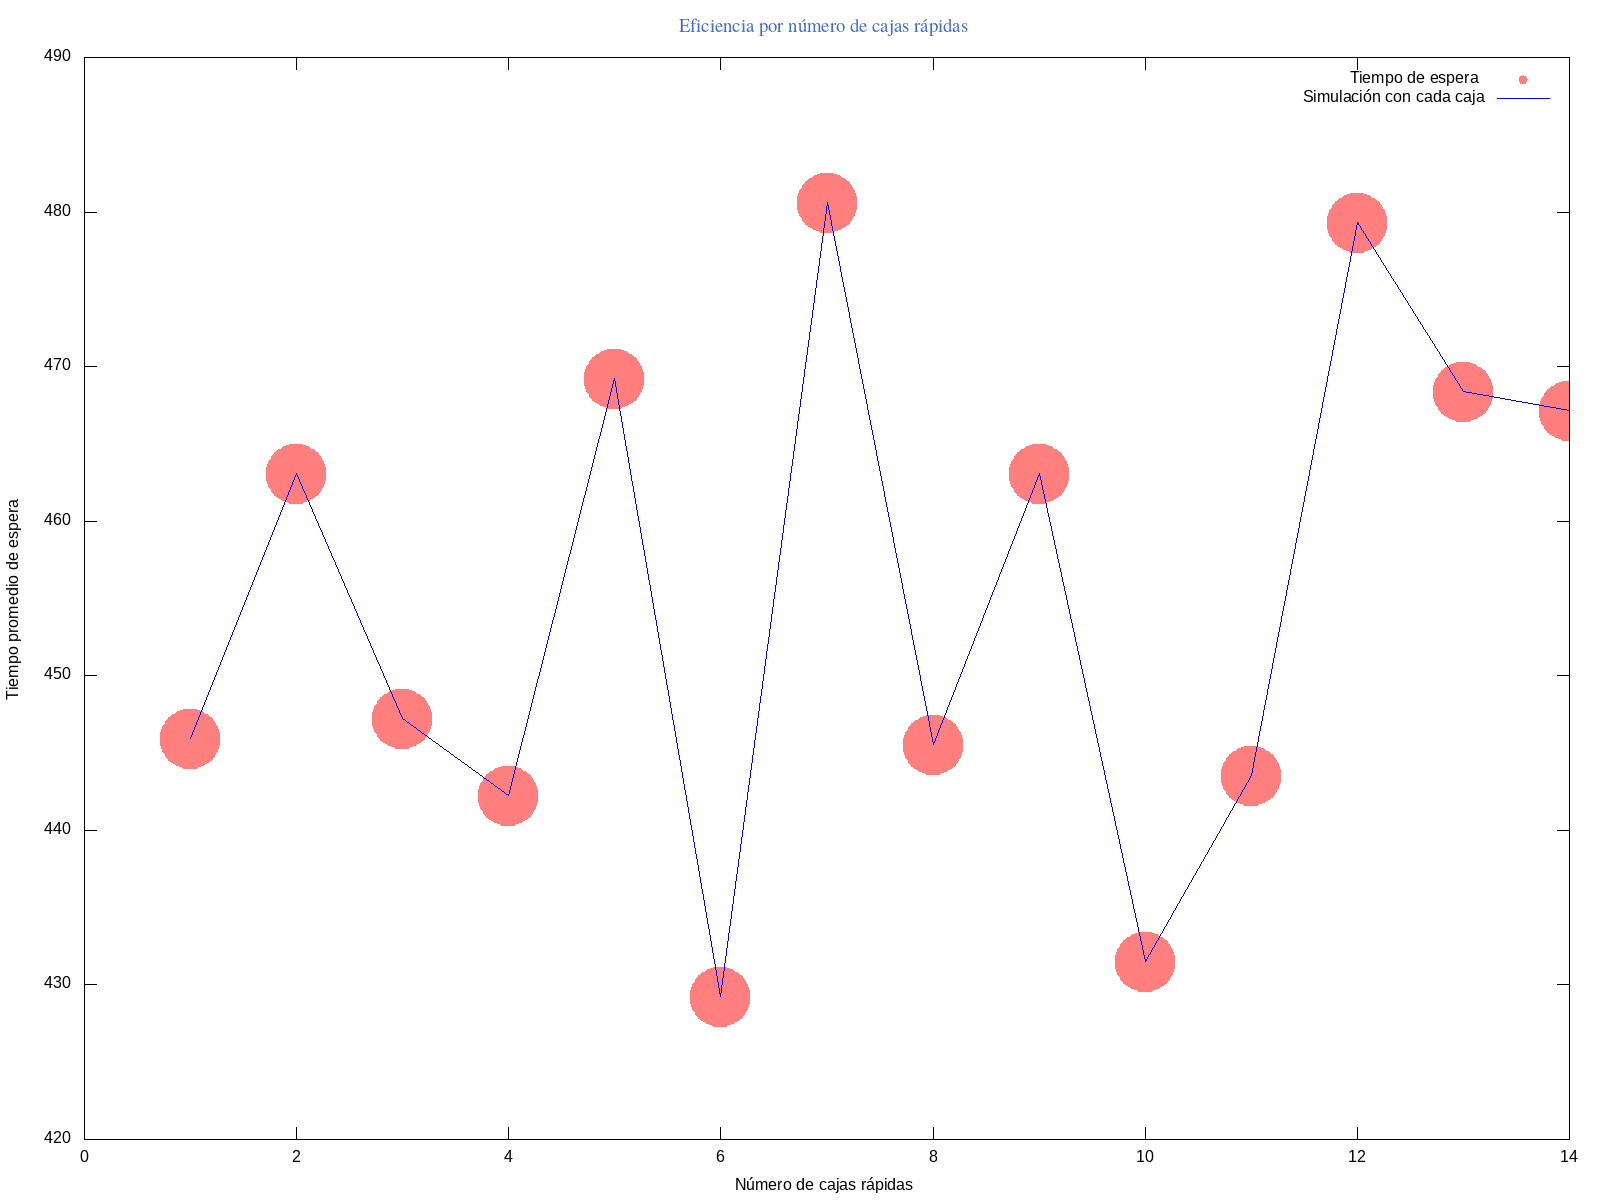 Eficiencia por número de cajas rápidas
490
480
470
460
450
440
430
420
Tiempo promedio de espera
Tiempo de espera
Simulación con cada caja
0 2 4 6 8 10 12 14
Número de cajas rápidas